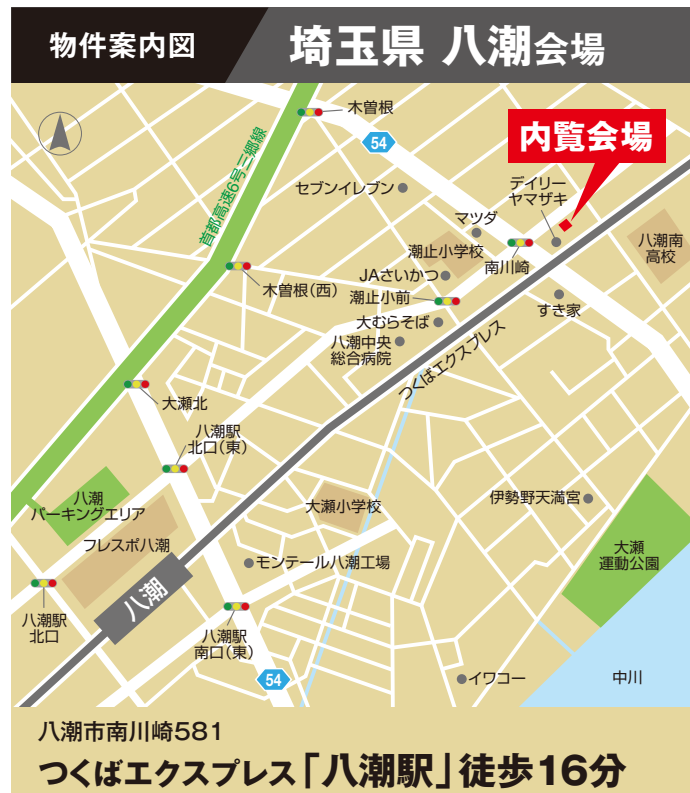 物件案内図
埼玉県 八潮会場
木曽根
54
内覧会場
首都高速6号三郷線
セブンイレブン
デイリー
ヤマザキ
マツダ
潮止小学校
南川崎
八潮南
高校
JAさいかつ
木曽根(西)
潮止小前
すき家
大むらそば
八潮中央
総合病院
つくばエクスプレス
大瀬北
八潮駅
北口(東)
八潮
パーキングエリア
大瀬小学校
伊勢野天満宮
フレスポ八潮
大瀬
運動公園
モンテール八潮工場
八潮
八潮駅
北口
八潮駅
南口(東)
54
イワコー
中川
八潮市南川崎581
つくばエクスプレス「八潮駅」徒歩16分